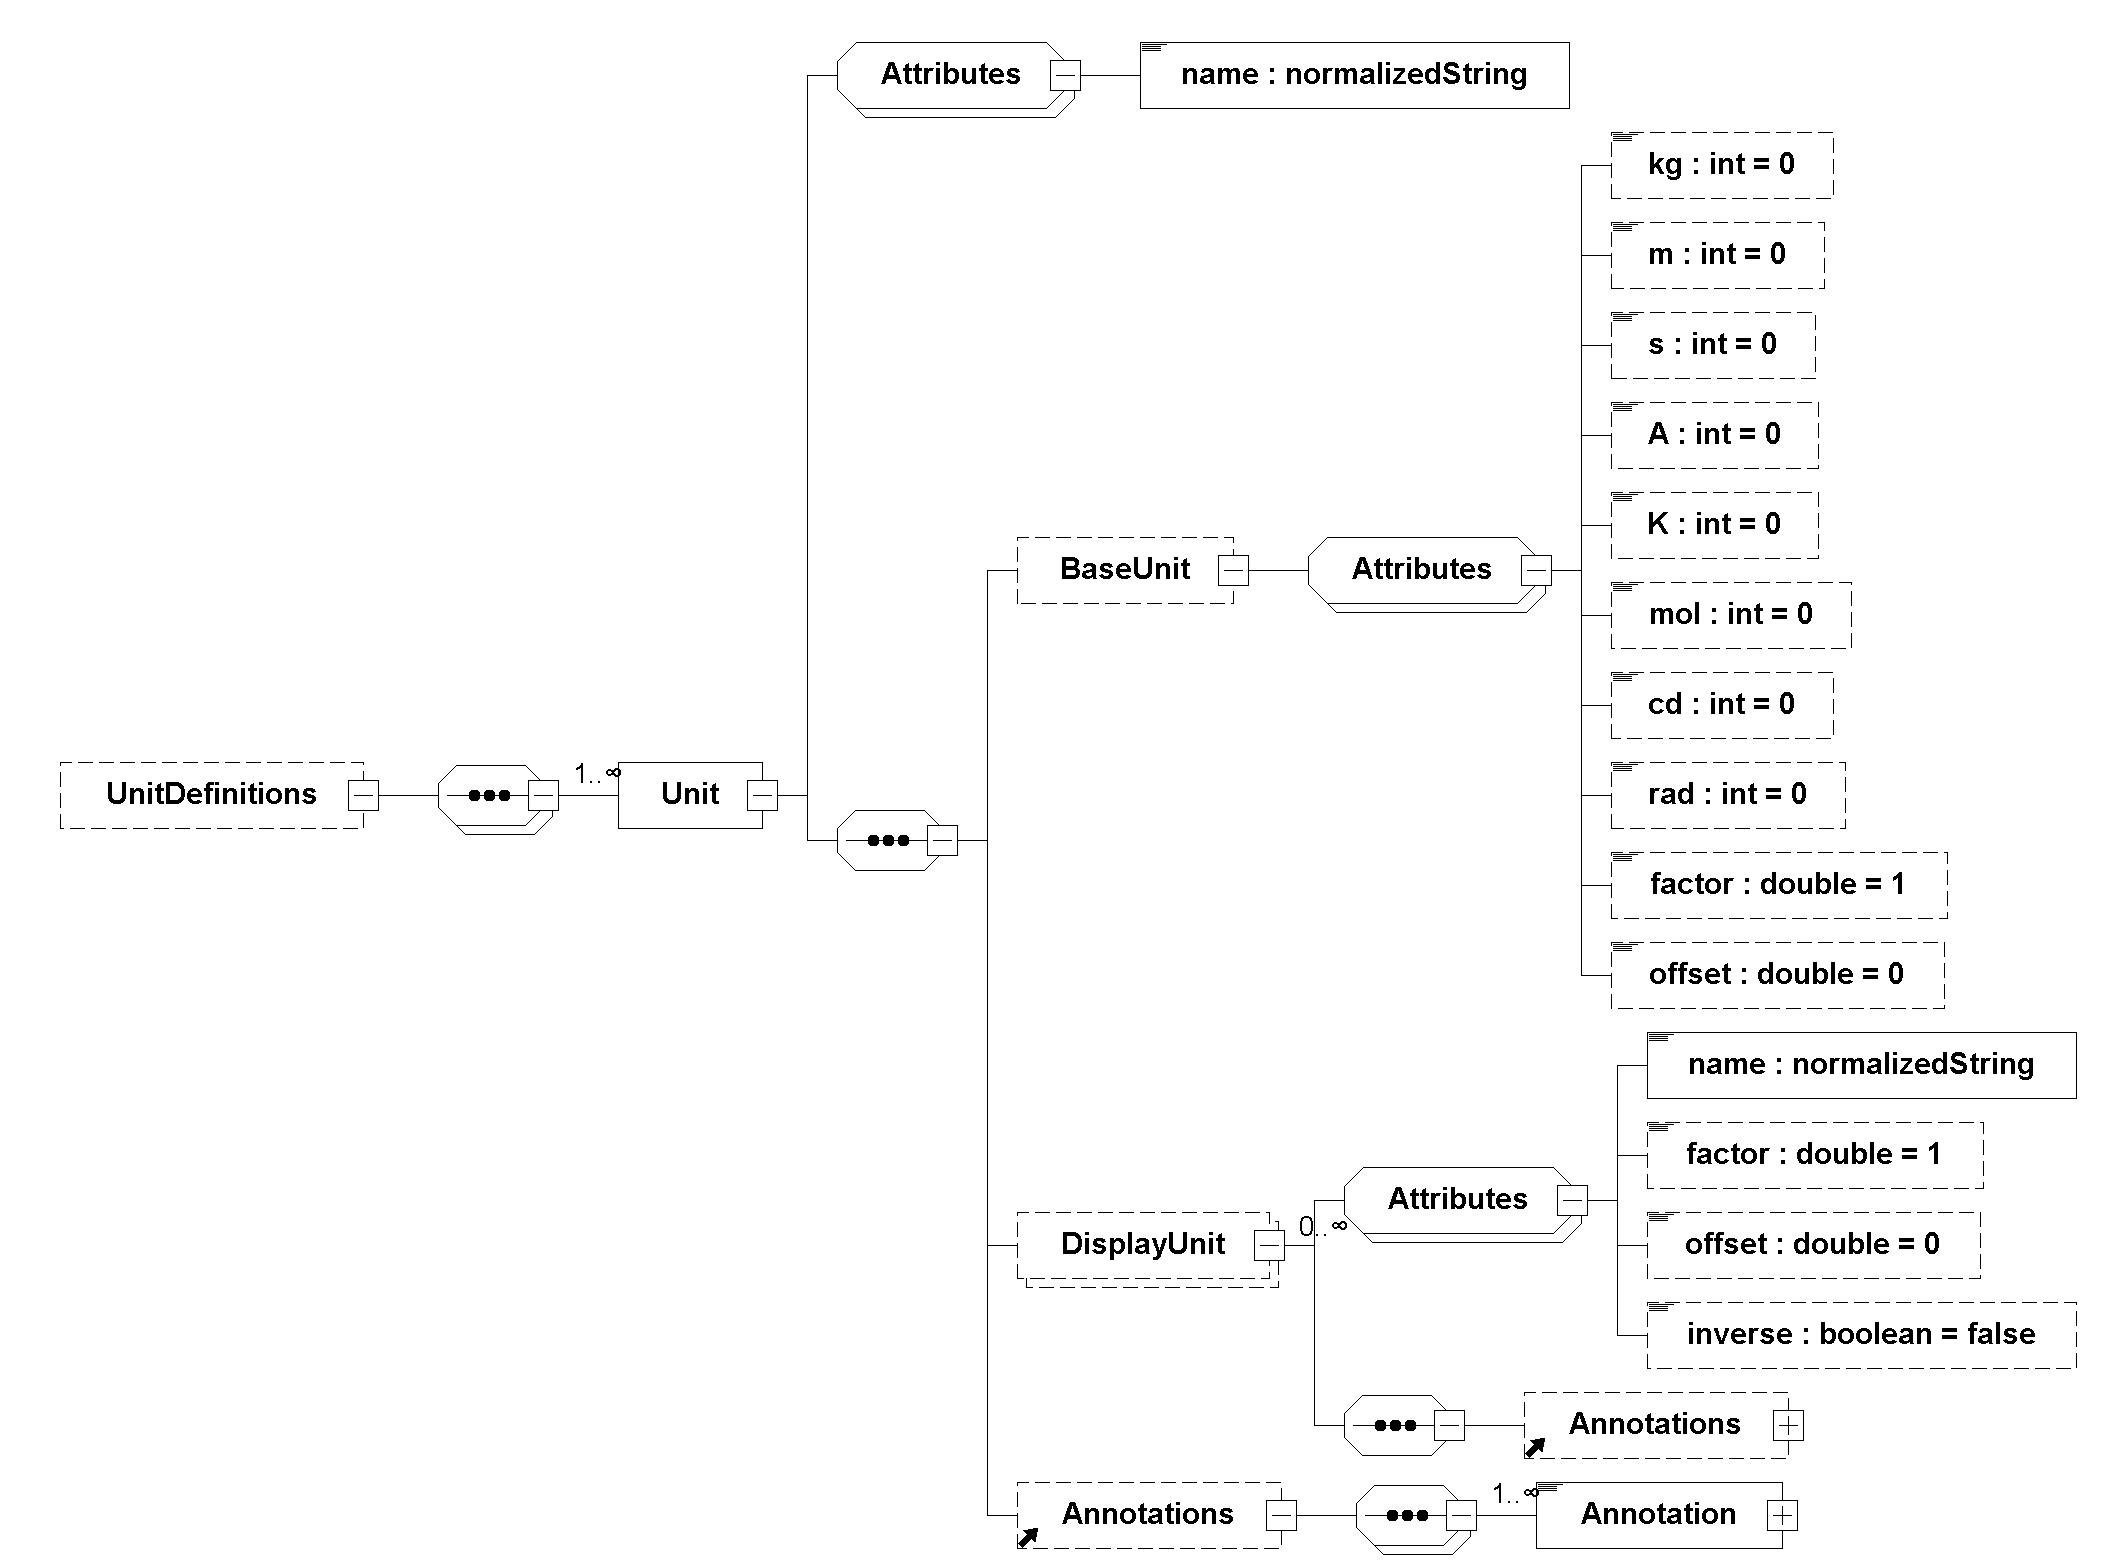 Attributes
name : normalizedString
kg : int = 0
m : int = 0
s : int = 0
A : int = 0
K : int = 0
BaseUnit
Attributes
mol : int = 0
cd : int = 0
UnitDefinitions
1..∞
Unit
rad : int = 0
factor : double = 1
offset : double = 0
name : normalizedString
factor : double = 1
DisplayUnit
0..∞
Attributes
offset : double = 0
inverse : boolean = false
Annotations
Annotations
1..∞
Annotation